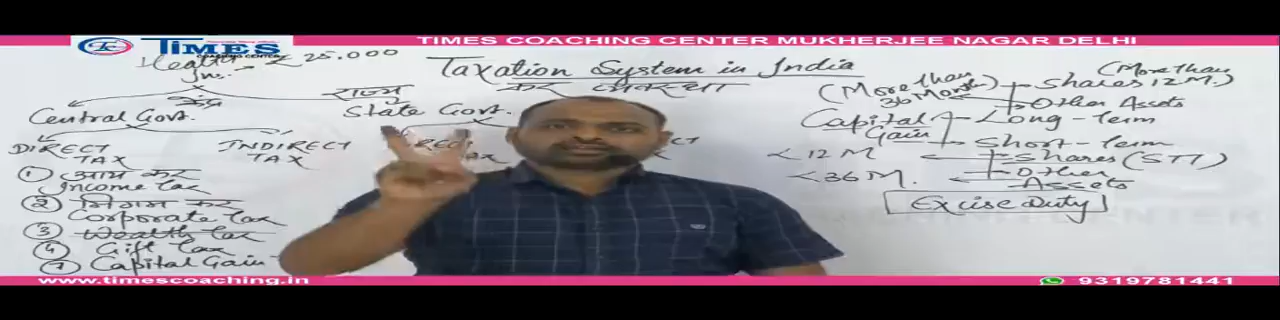 TIMES COACHING CENTER MUKHERJEE NAGAR DELHI
TIMES
COACHING CENTER
Health
Ins. → ₹ 25.000
Taxation System in India
कर व्यवस्था
केन्द्र
Central Govt.
राज्य
State Govt.
DIRECT
TAX
INDIRECT
TAX
① आय कर
Income tax
② निगम कर
Corporate tax
③ Wealth tax
④ Gift tax
⑦ Capital Gain
(More than
36 Month)
Shares (More than
12 M.)
Other Assets
Capital
Gain
Long-term
Short-term
< 12 M
Shares (STT)
< 36 M.
Other
Assets
Excise Duty
www.timescoaching.in
9319781441